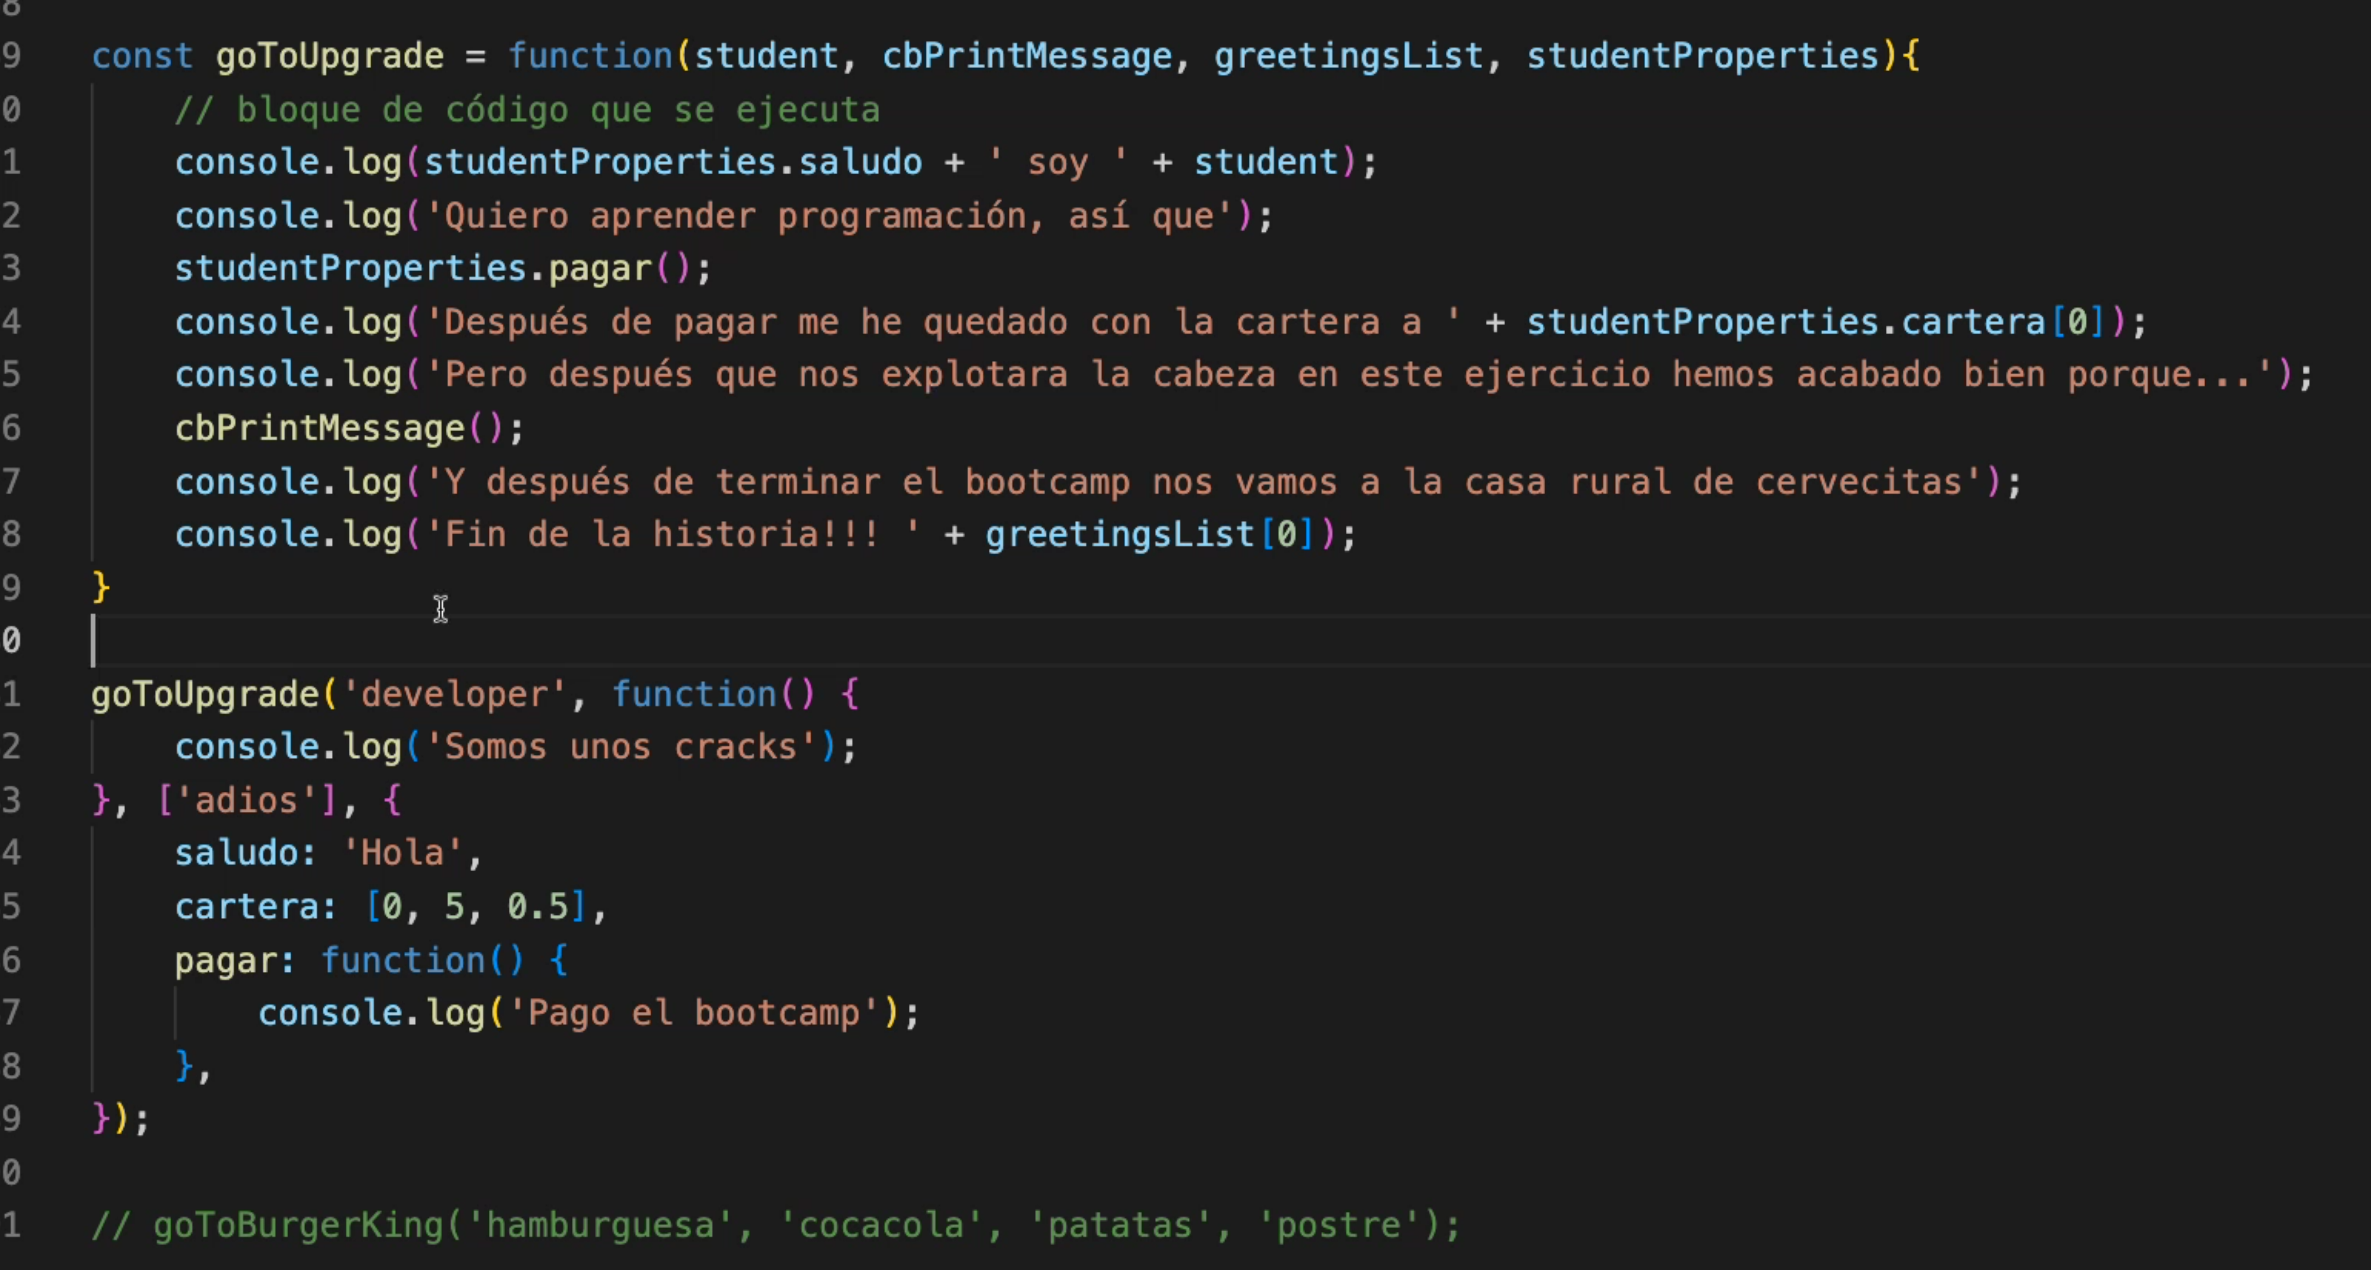 8
9 const goToUpgrade = function(student, cbPrintMessage, greetingsList, studentProperties){
0 // bloque de código que se ejecuta
1 console.log(studentProperties.saludo + ' soy ' + student);
2 console.log('Quiero aprender programación, así que');
3 studentProperties.pagar();
4 console.log('Después de pagar me he quedado con la cartera a ' + studentProperties.cartera[0]);
5 console.log('Pero después que nos explotara la cabeza en este ejercicio hemos acabado bien porque...');
6 cbPrintMessage();
7 console.log('Y después de terminar el bootcamp nos vamos a la casa rural de cervecitas');
8 console.log('Fin de la historia!!! ' + greetingsList[0]);
9 }
0
1 goToUpgrade('developer', function() {
2 console.log('Somos unos cracks');
3 }, ['adios'], {
4 saludo: 'Hola',
5 cartera: [0, 5, 0.5],
6 pagar: function() {
7 console.log('Pago el bootcamp');
8 },
9 });
0
1 // goToBurgerKing('hamburguesa', 'cocacola', 'patatas', 'postre');